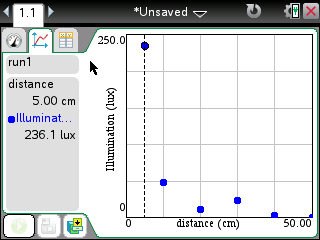 1.1
*Unsaved
run1
distance
5.00 cm
Illuminat...
236.1 lux
250.0
Illumination (lux)
0
0
distance (cm)
50.00